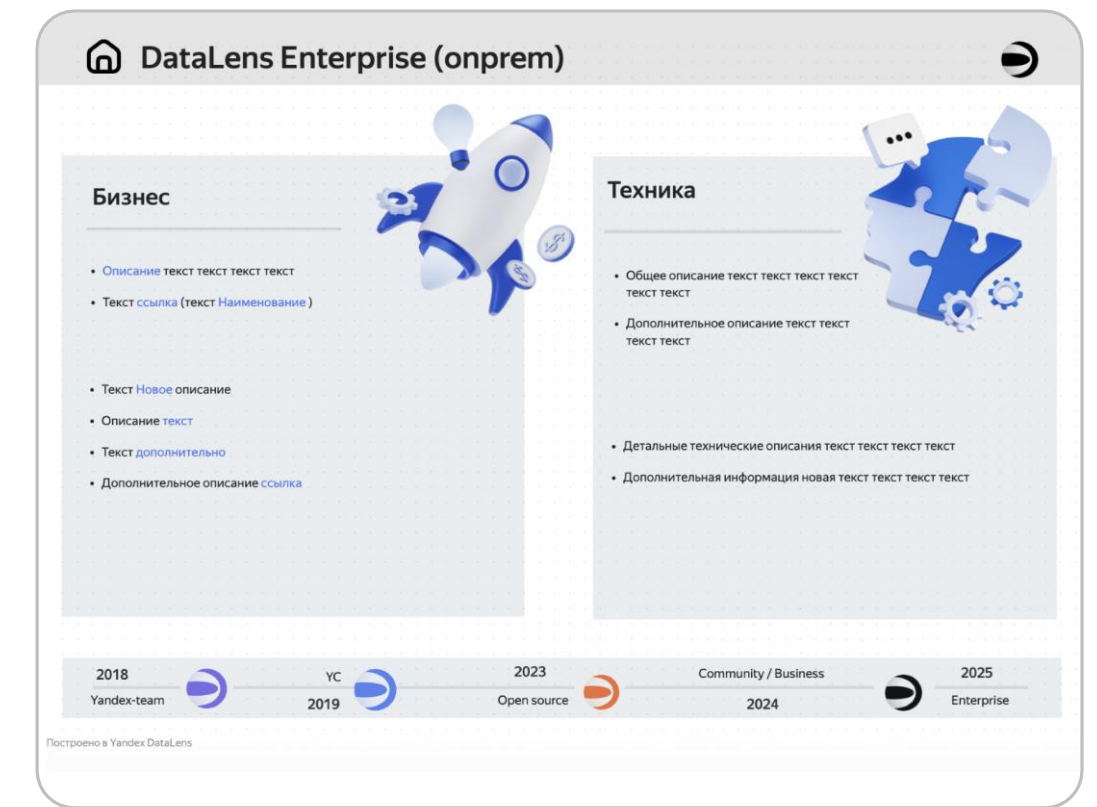 DataLens Enterprise (onprem)
Бизнес
• Описание текст текст текст текст
• Текст ссылка (текст Наименование )
• Текст Новое описание
• Описание текст
• Текст дополнительно
• Дополнительное описание ссылка
Техника
• Общее описание текст текст текст текст
текст текст
• Дополнительное описание текст текст
текст текст
• Детальные технические описания текст текст текст текст
• Дополнительная информация новая текст текст текст текст
2018
Yandex-team
YC
2019
2023
Open source
Community / Business
2024
2025
Enterprise
Построено в Yandex DataLens